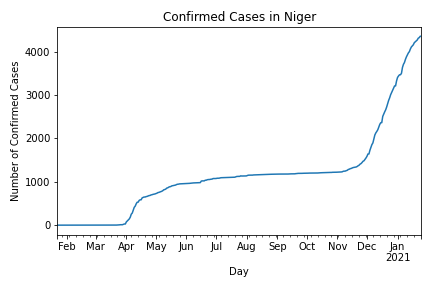 Confirmed Cases in Niger
Number of Confirmed Cases
4000
3000
2000
1000
0
Feb Mar Apr May Jun Jul Aug Sep Oct Nov Dec Jan
2021
Day